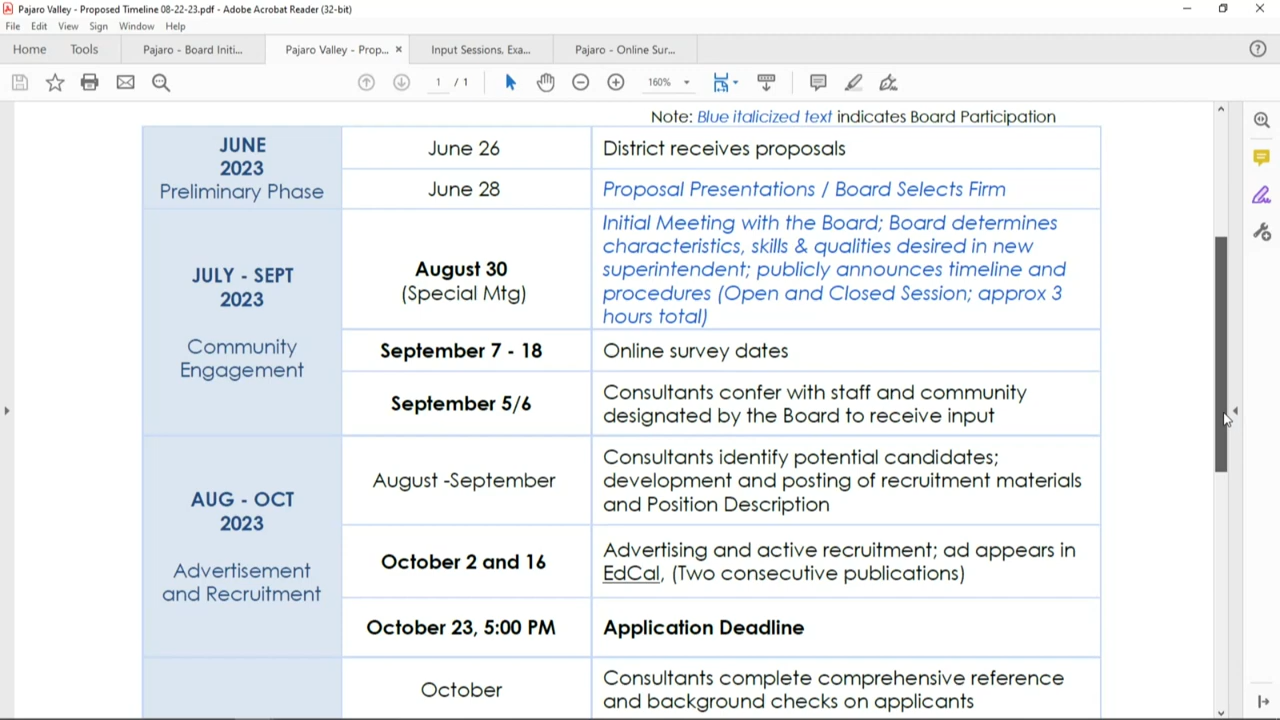 Pajaro Valley - Proposed Timeline 08-22-23.pdf - Adobe Acrobat Reader (32-bit)
File Edit View Sign Window Help
Home Tools Pajaro - Board Initi... Pajaro Valley - Prop... × Input Sessions, Exa... Pajaro - Online Sur...
1 / 1 160%
Note: Blue italicized text indicates Board Participation
JUNE
2023
Preliminary Phase
June 26
District receives proposals
June 28
Proposal Presentations / Board Selects Firm
JULY - SEPT
2023
Community
Engagement
August 30
(Special Mtg)
Initial Meeting with the Board; Board determines
characteristics, skills & qualities desired in new
superintendent; publicly announces timeline and
procedures (Open and Closed Session; approx 3
hours total)
September 7 - 18
Online survey dates
September 5/6
Consultants confer with staff and community
designated by the Board to receive input
AUG - OCT
2023
Advertisement
and Recruitment
August -September
Consultants identify potential candidates;
development and posting of recruitment materials
and Position Description
October 2 and 16
Advertising and active recruitment; ad appears in
EdCal, (Two consecutive publications)
October 23, 5:00 PM
Application Deadline
October
Consultants complete comprehensive reference
and background checks on applicants